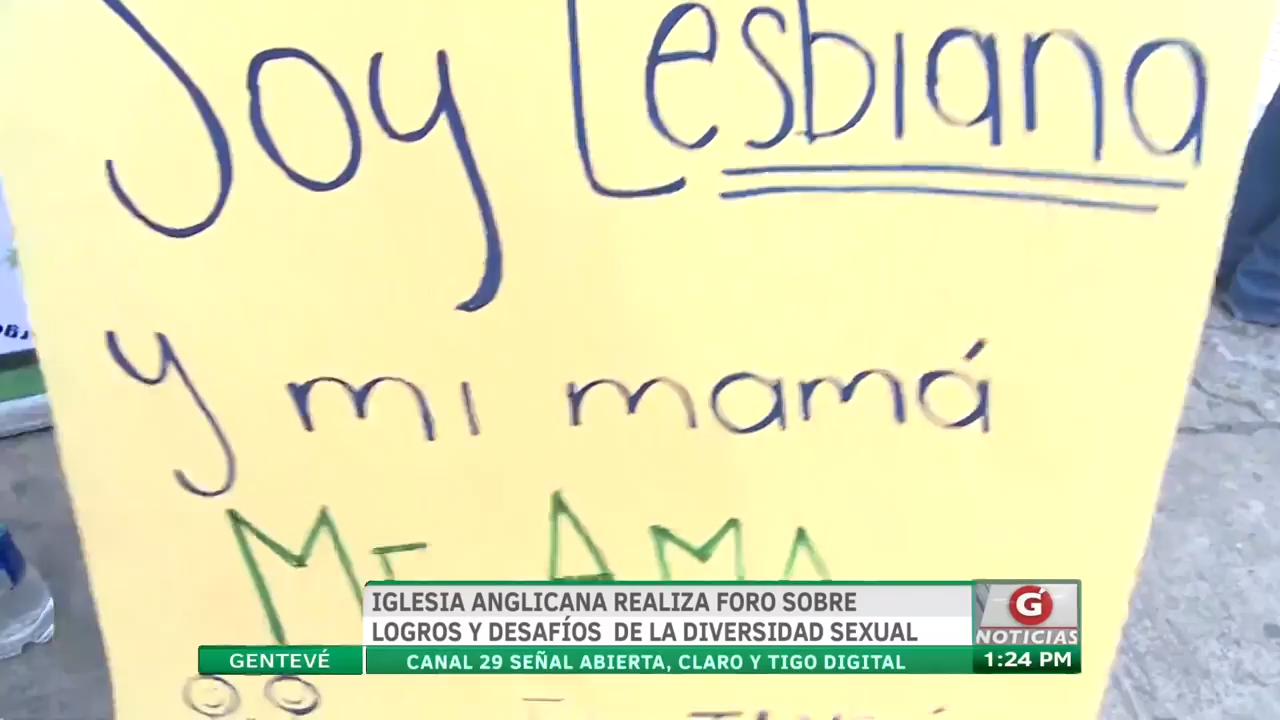 Soy Lesbiana
y mi mamá
Me AMA
IGLESIA ANGLICANA REALIZA FORO SOBRE
LOGROS Y DESAFÍOS DE LA DIVERSIDAD SEXUAL
G
NOTICIAS
GENTEVÉ
CANAL 29 SEÑAL ABIERTA, CLARO Y TIGO DIGITAL
1:24 PM